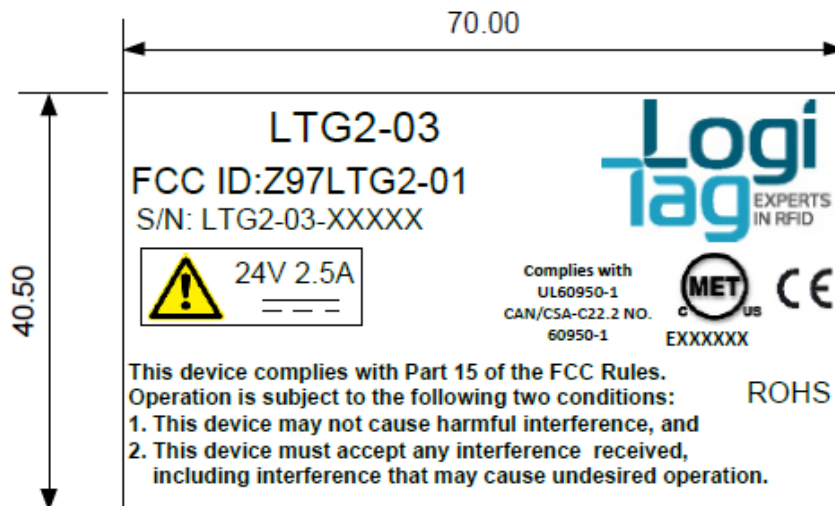 70.00
40.50
LTG2-03
FCC ID:Z97LTG2-01
S/N: LTG2-03-XXXXX
Logi
Tag
EXPERTS
IN RFID
24V 2.5A
Complies with
UL60950-1
CAN/CSA-C22.2 NO.
60950-1
MET
C US
EXXXXXX
CE
This device complies with Part 15 of the FCC Rules.
Operation is subject to the following two conditions:
ROHS
1. This device may not cause harmful interference, and
2. This device must accept any interference received,
including interference that may cause undesired operation.